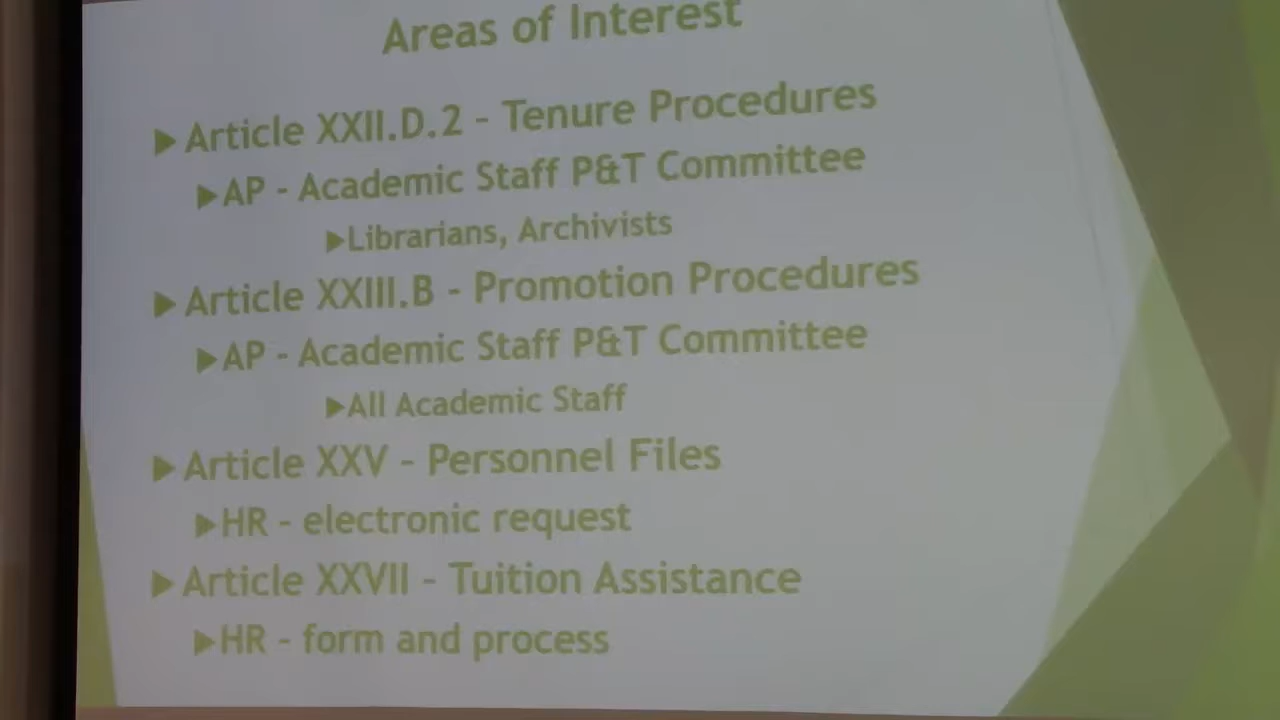 Areas of Interest
Article XXII.D.2 – Tenure Procedures
AP - Academic Staff P&T Committee
Librarians, Archivists
Article XXIII.B - Promotion Procedures
AP - Academic Staff P&T Committee
All Academic Staff
Article XXV – Personnel Files
HR – electronic request
Article XXVII – Tuition Assistance
HR – form and process